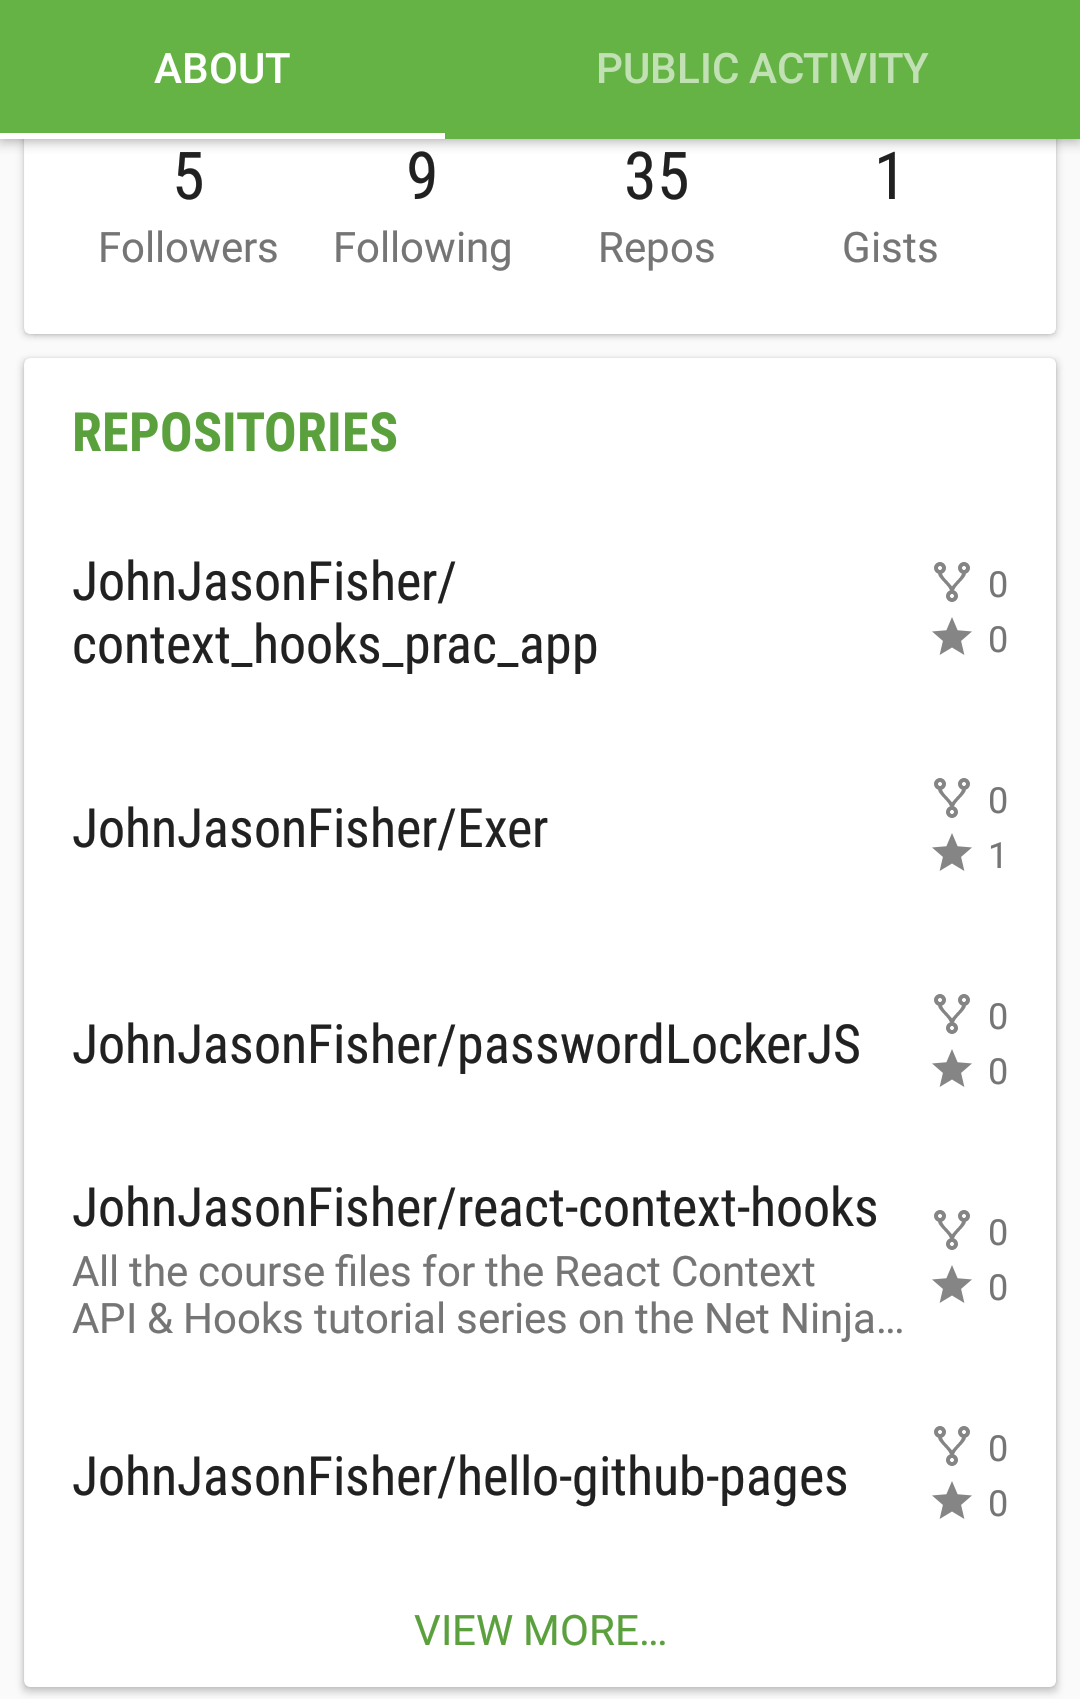 ABOUT PUBLIC ACTIVITY
5 9 35 1
Followers Following Repos Gists
REPOSITORIES
JohnJasonFisher/
context_hooks_prac_app
0
0
JohnJasonFisher/Exer
0
1
JohnJasonFisher/passwordLockerJS
0
0
JohnJasonFisher/react-context-hooks
All the course files for the React Context
API & Hooks tutorial series on the Net Ninja...
0
0
JohnJasonFisher/hello-github-pages
0
0
VIEW MORE...